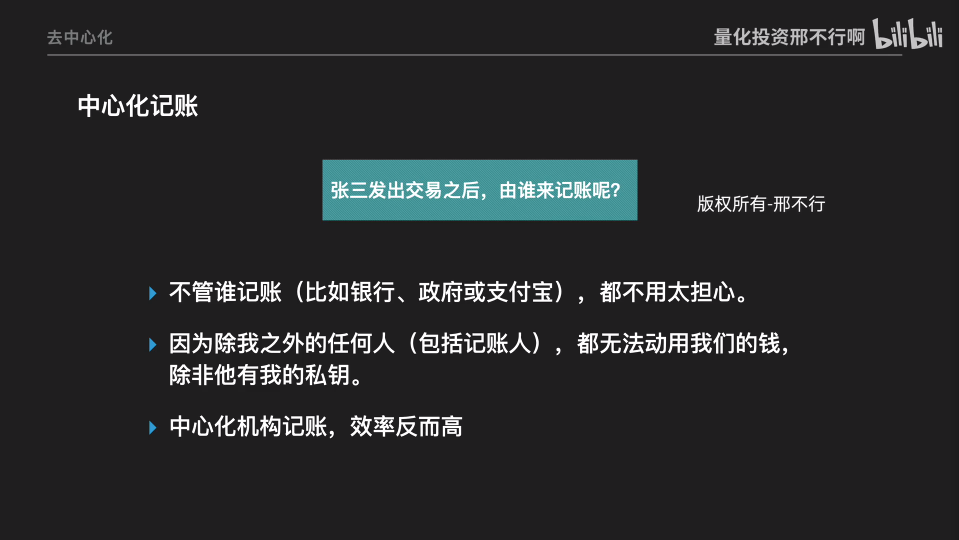 去中心化
量化投资邢不行啊 bilibili
中心化记账
张三发出交易之后，由谁来记账呢？
版权所有-邢不行
不管谁记账（比如银行、政府或支付宝），都不用太担心。
因为除我之外的任何人（包括记账人），都无法动用我们的钱，
除非他有我的私钥。
中心化机构记账，效率反而高